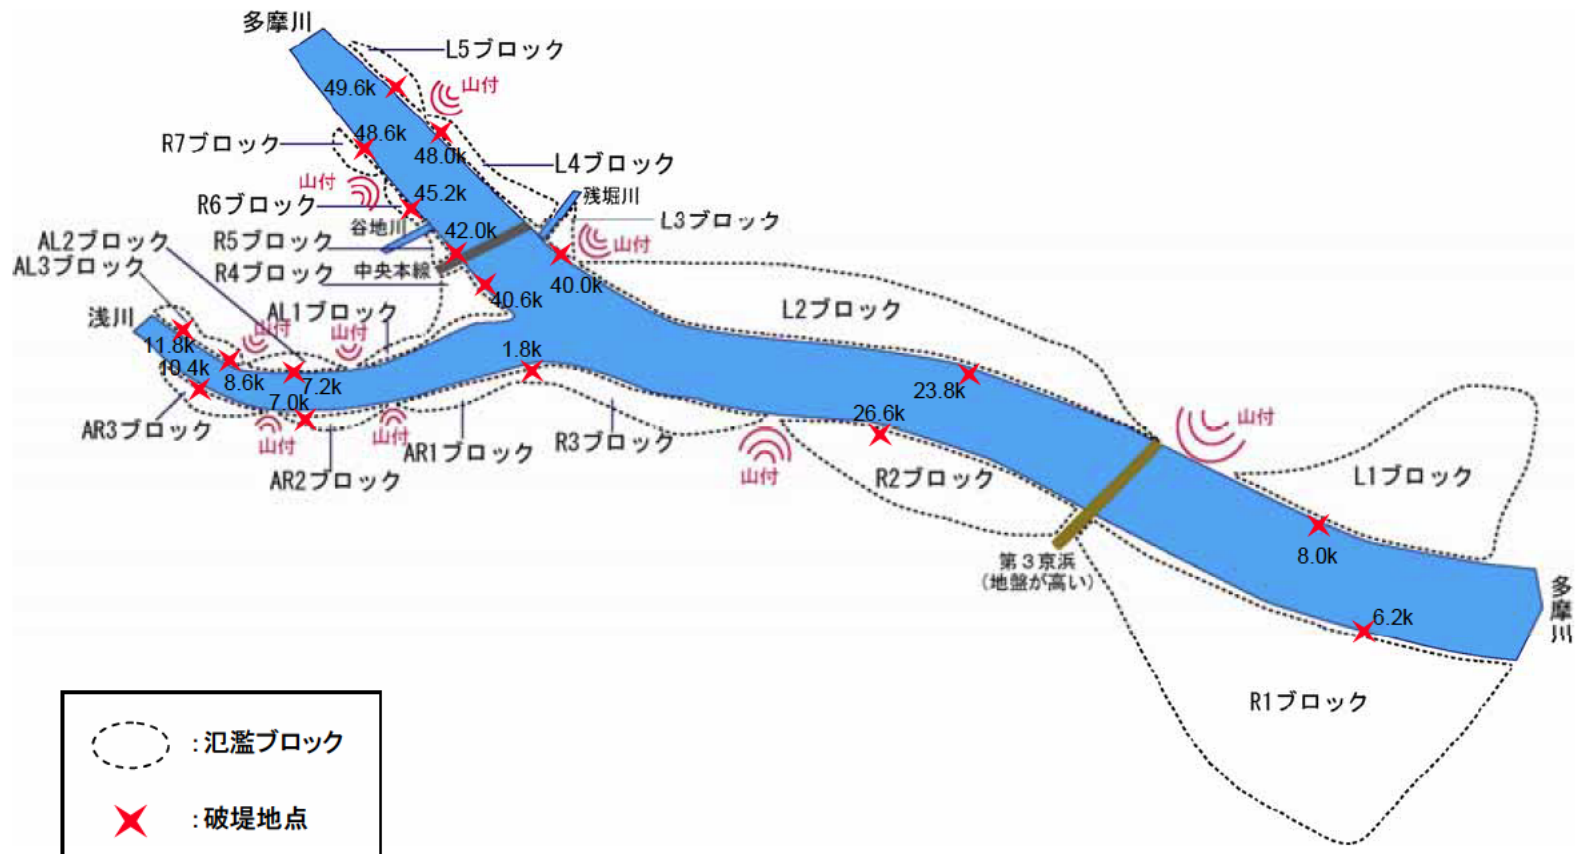 多摩川
L5ブロック
49.6k
山付
48.6k
R7ブロック
48.0k
L4ブロック
山付
45.2k
残堀川
R6ブロック
谷地川
42.0k
L3ブロック
AL2ブロック
R5ブロック
山付
AL3ブロック
中央本線
R4ブロック
40.0k
40.6k
AL1ブロック
L2ブロック
浅川
山付
山付
11.8k
1.8k
10.4k
8.6k
7.2k
23.8k
7.0k
26.6k
AR3ブロック
山付
山付
AR1ブロック
R3ブロック
山付
AR2ブロック
山付
R2ブロック
L1ブロック
第3京浜
(地盤が高い)
8.0k
多摩川
6.2k
R1ブロック
:氾濫ブロック
:破堤地点